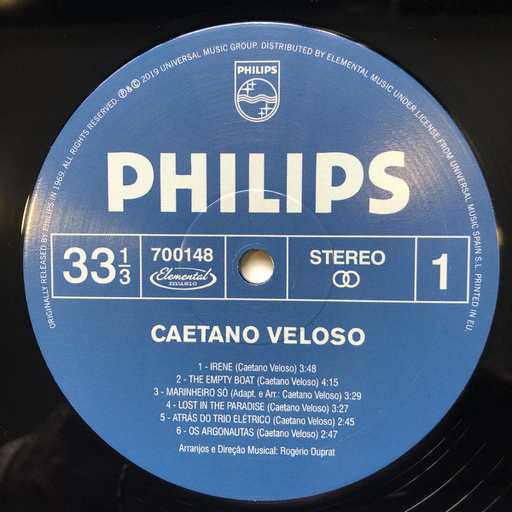 ORIGINALLY RELEASED BY PHILIPS IN 1969. ALL RIGHTS RESERVED. ℗&© 2019 UNIVERSAL MUSIC GROUP. DISTRIBUTED BY ELEMENTAL MUSIC UNDER LICENSE FROM UNIVERSAL MUSIC SPAIN S.L. PRINTED IN EU.
PHILIPS
PHILIPS
33 1/3
700148
Elemental
music
STEREO
1
CAETANO VELOSO
1 - IRENE (Caetano Veloso) 3:48
2 - THE EMPTY BOAT (Caetano Veloso) 4:15
3 - MARINHEIRO SÓ (Adapt. e Arr.: Caetano Veloso) 3:29
4 - LOST IN THE PARADISE (Caetano Veloso) 3:27
5 - ATRÁS DO TRIO ELÉTRICO (Caetano Veloso) 2:45
6 - OS ARGONAUTAS (Caetano Veloso) 2:47
Arranjos e Direção Musical: Rogério Duprat